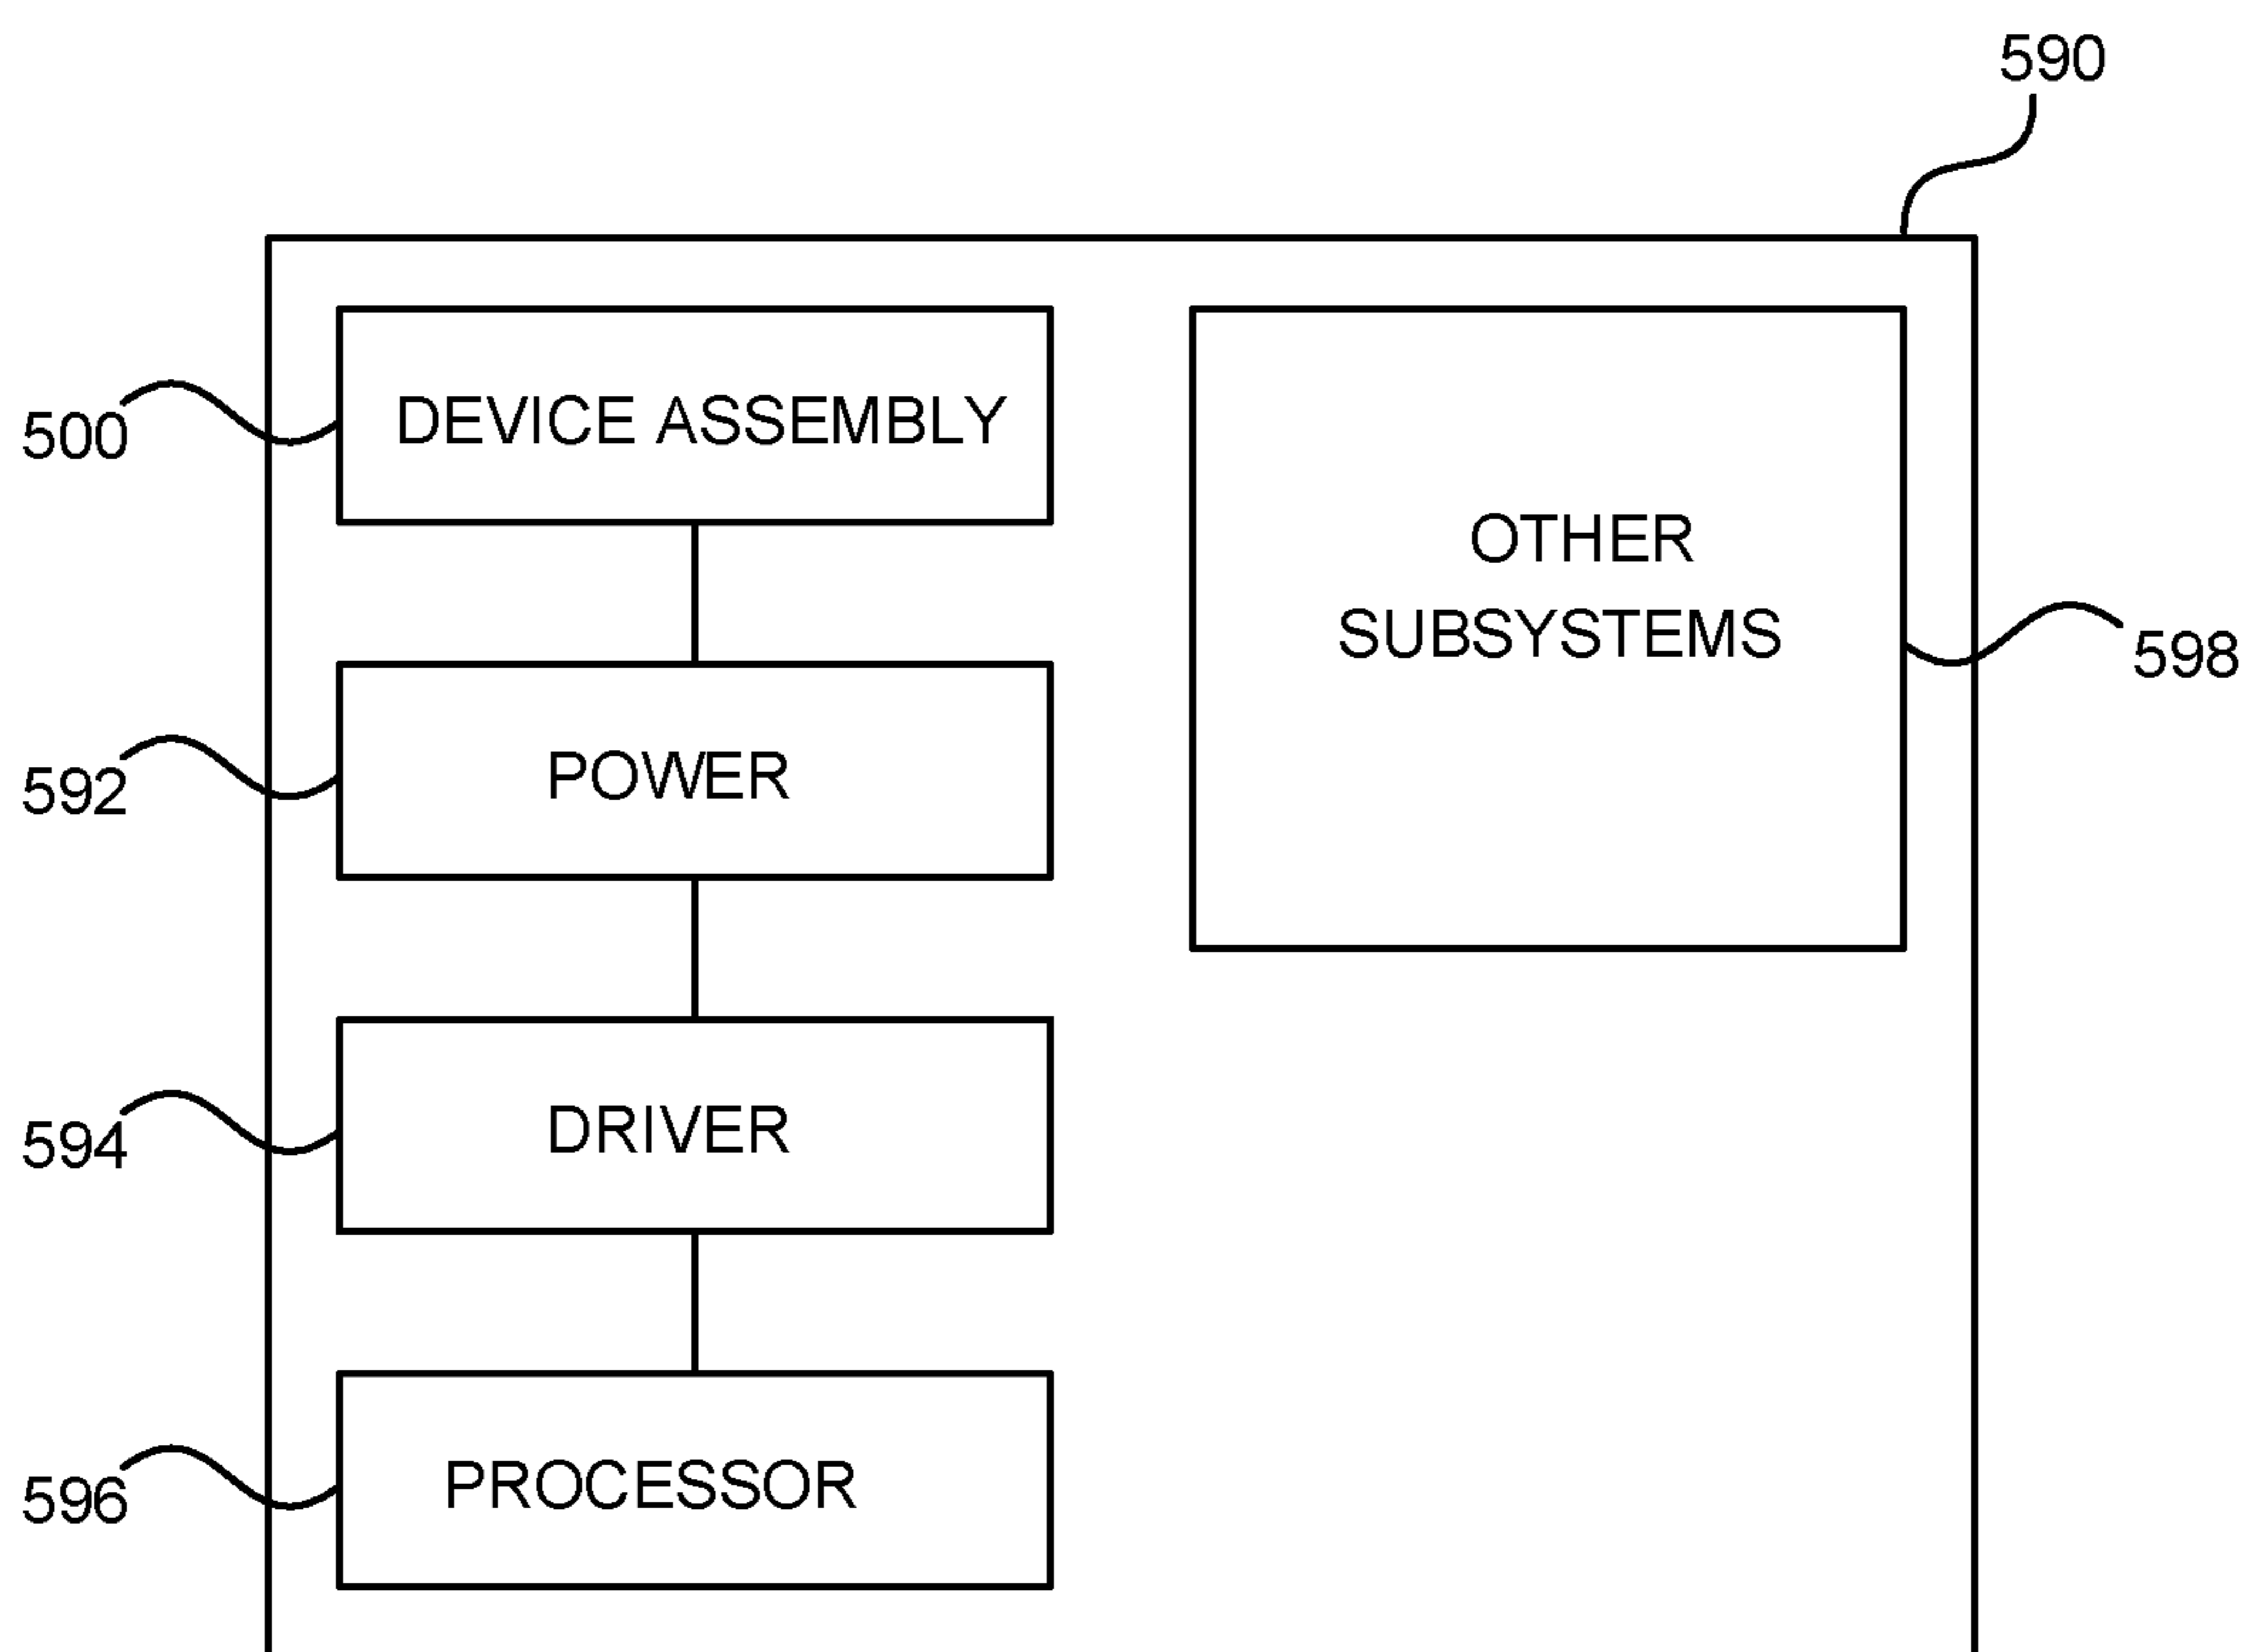 590
500
DEVICE ASSEMBLY
OTHER
SUBSYSTEMS
598
592
POWER
594
DRIVER
596
PROCESSOR